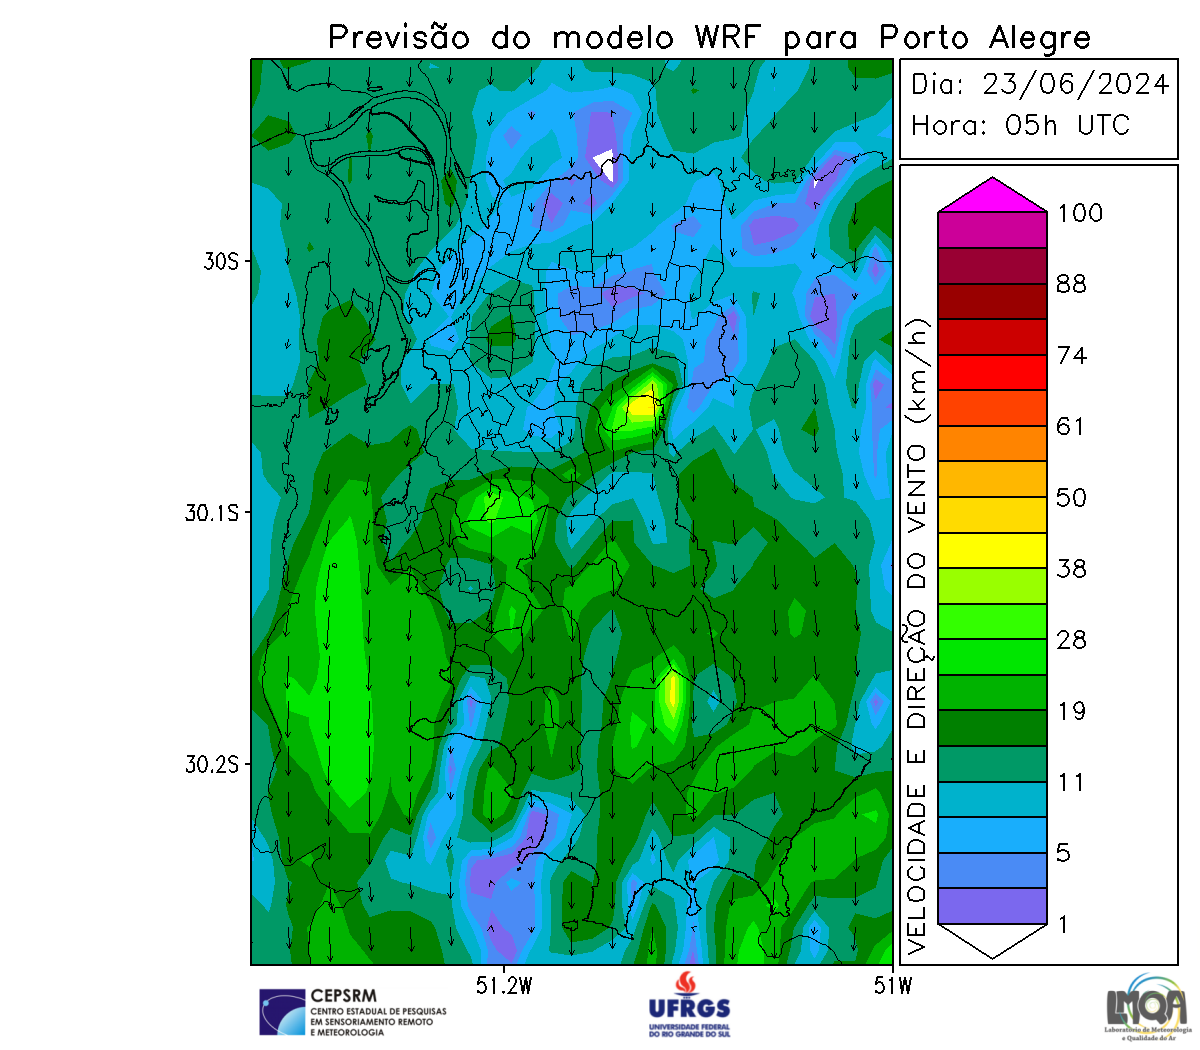 Previsão do modelo WRF para Porto Alegre
Dia: 23/06/2024
Hora: 05h UTC
30S
30.1S
30.2S
51.2W
51W
VELOCIDADE E DIREÇÃO DO VENTO (km/h)
100
88
74
61
50
38
28
19
11
5
1
CEPSRM
CENTRO ESTADUAL DE PESQUISAS
EM SENSORIAMENTO REMOTO
E METEOROLOGIA
UFRGS
UNIVERSIDADE FEDERAL
DO RIO GRANDE DO SUL
LMQA
Laboratório de Meteorologia
e Qualidade do Ar